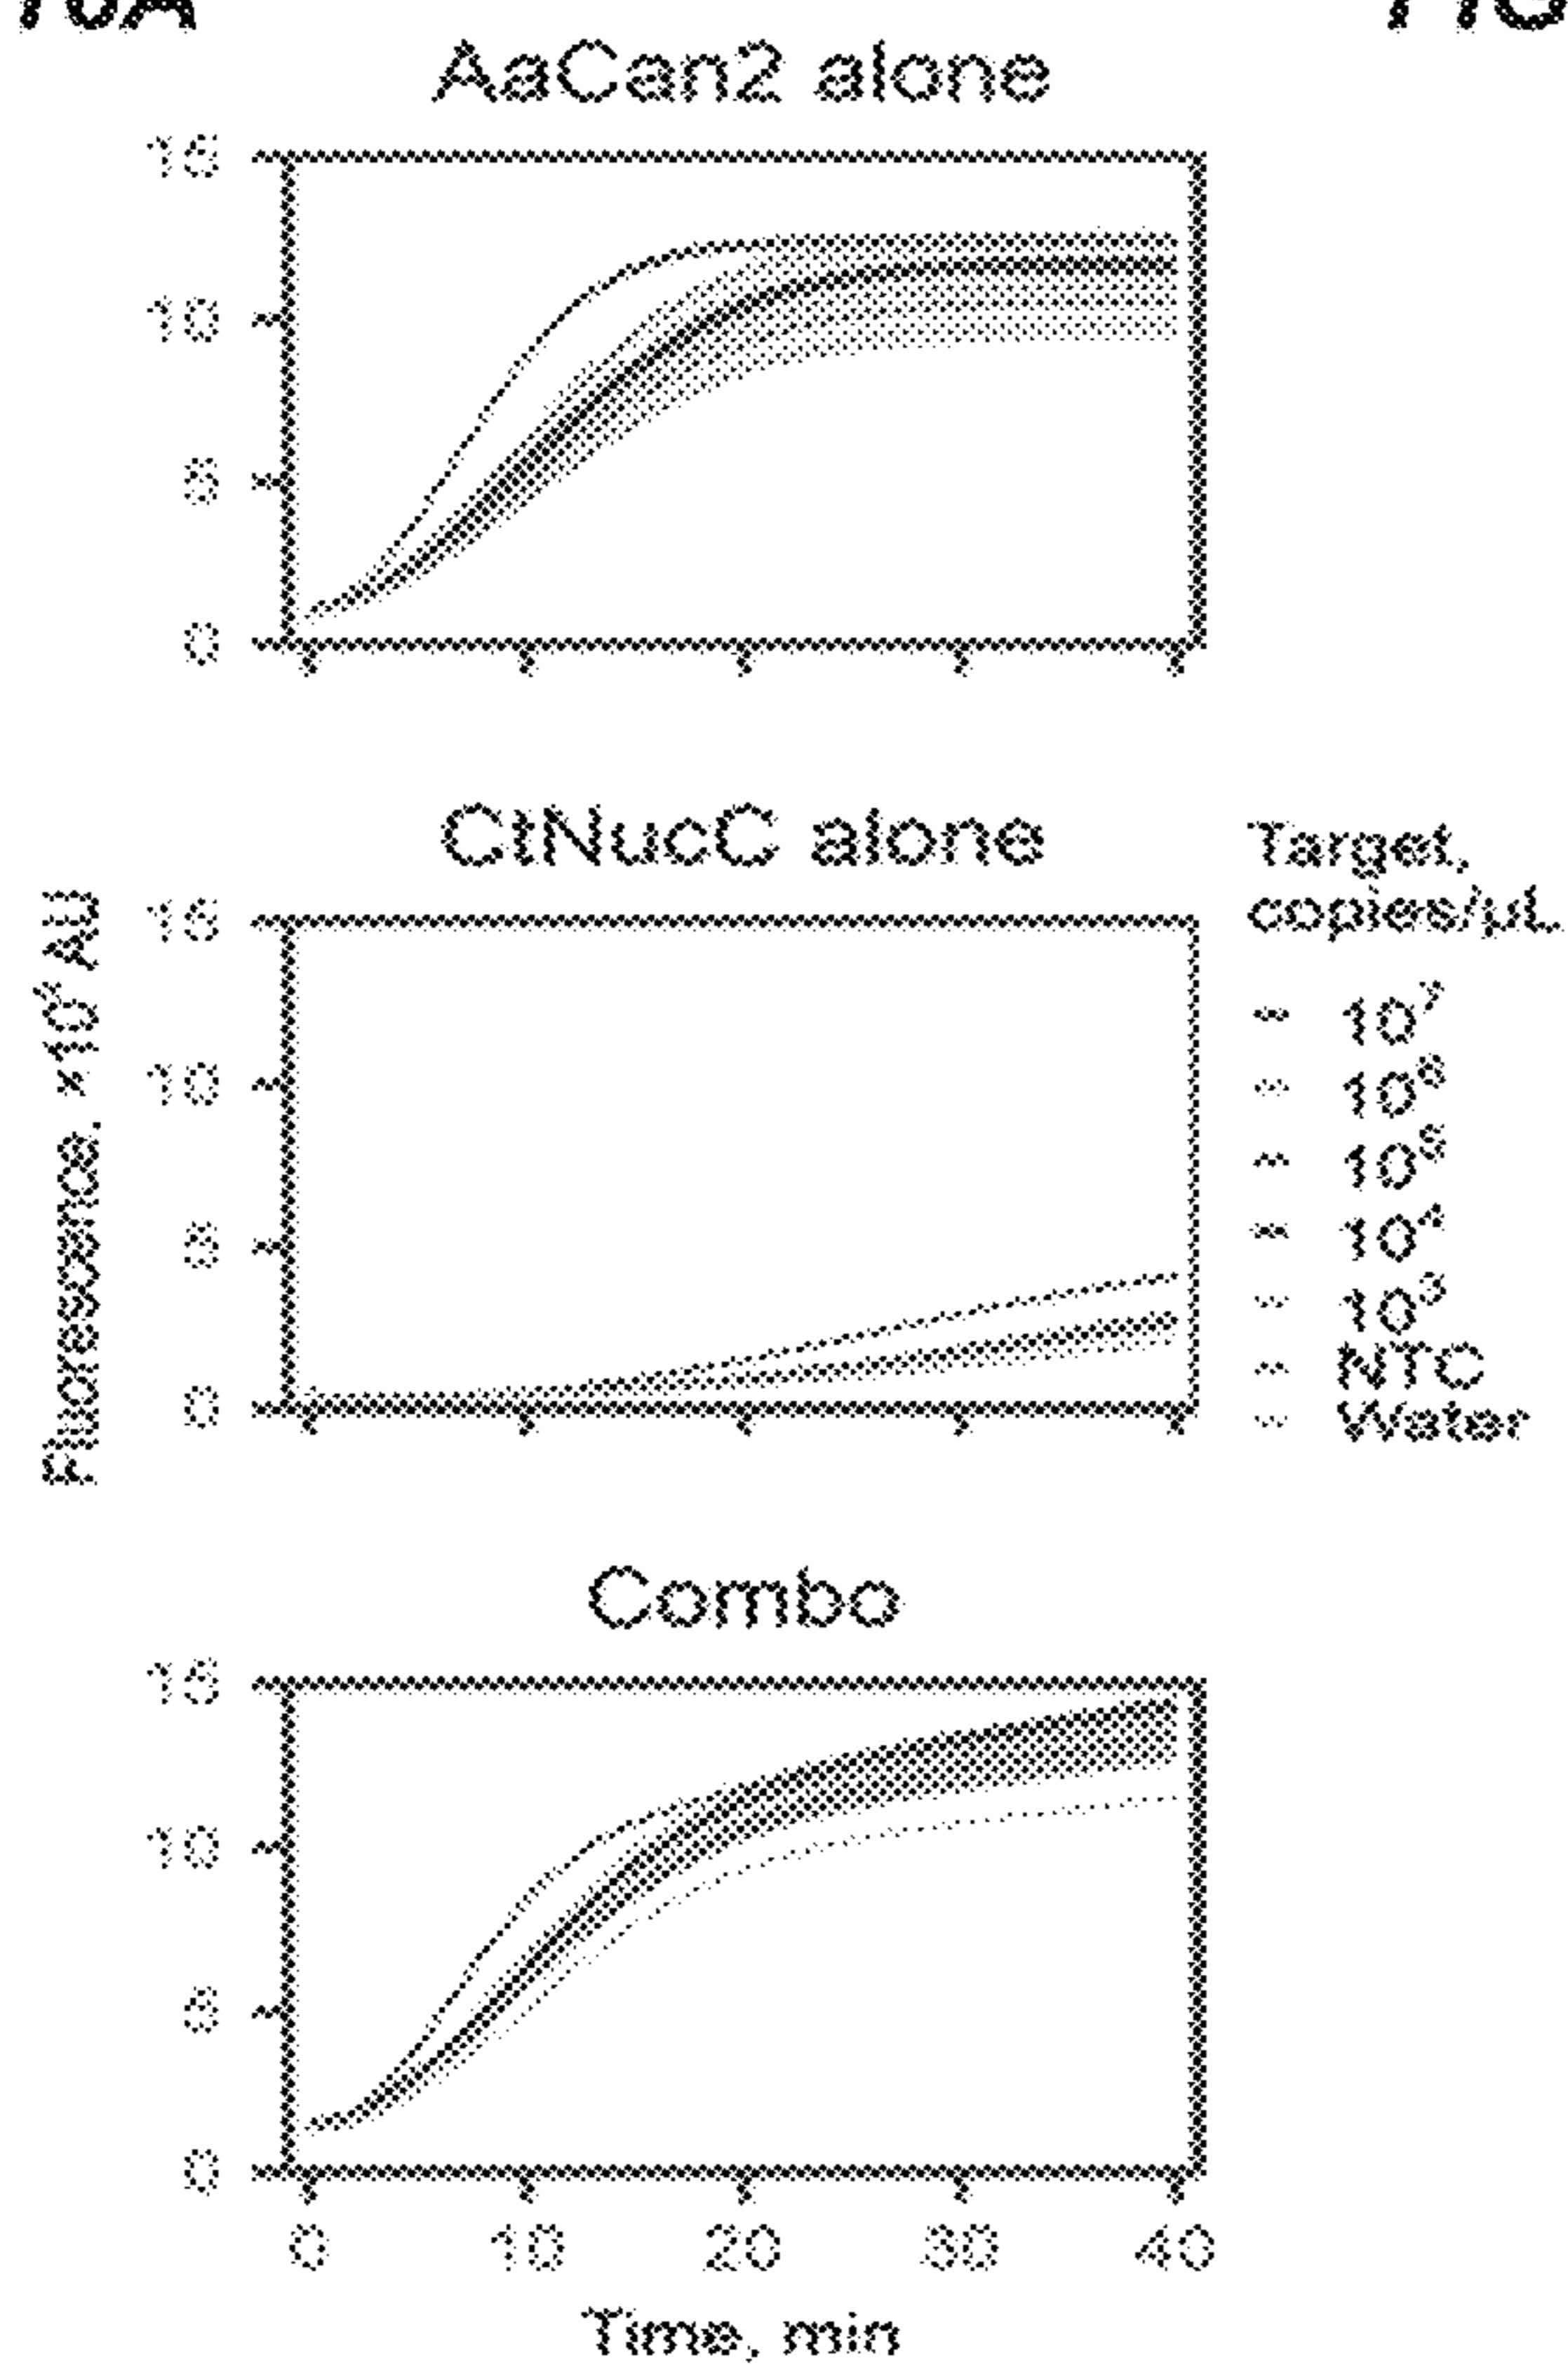 AaCan2 alone
15
10
5
0
CtNucC alone
15
10
5
0
Fluorescence, ×10⁴ AU
Target,
copies/µL
10⁷
10⁶
10⁵
10⁴
10³
NTC
Water
Combo
15
10
5
0
0 10 20 30 40
Time, min